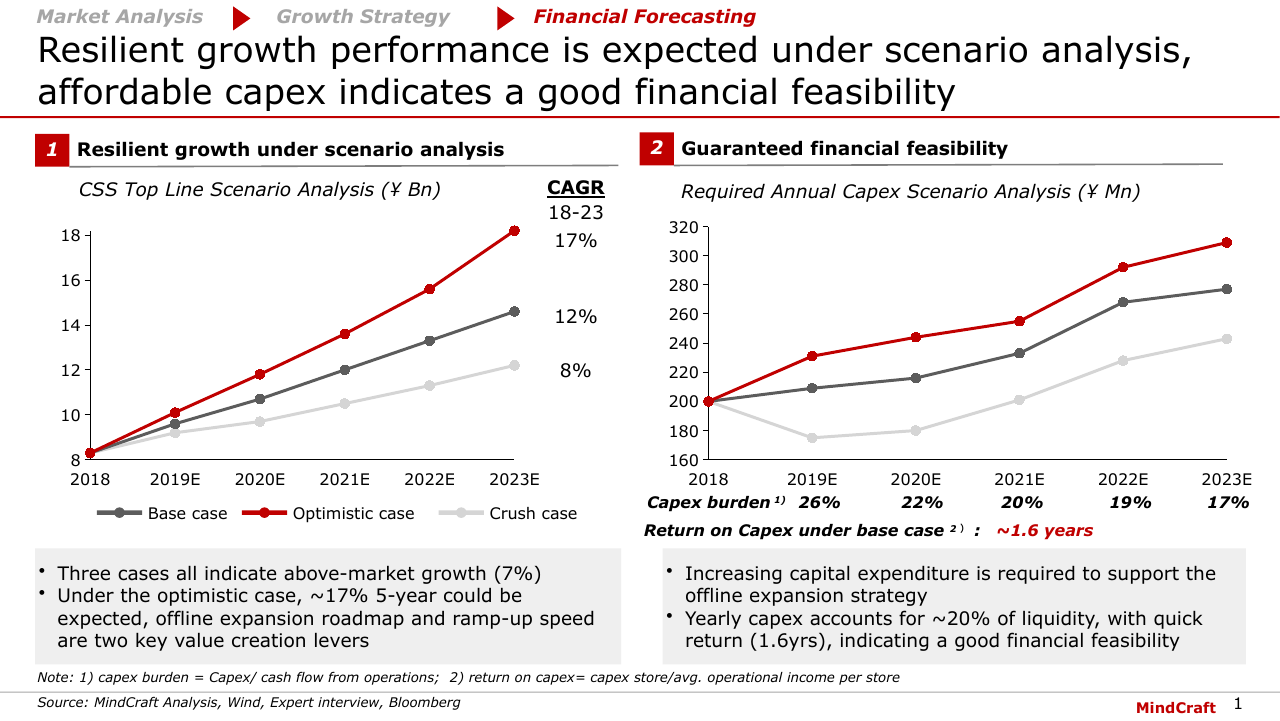 Market Analysis
Growth Strategy
Financial Forecasting
Resilient growth performance is expected under scenario analysis,
affordable capex indicates a good financial feasibility
1
Resilient growth under scenario analysis
CSS Top Line Scenario Analysis (¥ Bn)
CAGR
18-23
17%
12%
8%
18
16
14
12
10
8
2018 2019E 2020E 2021E 2022E 2023E
Base case Optimistic case Crush case
• Three cases all indicate above-market growth (7%)
• Under the optimistic case, ~17% 5-year could be
expected, offline expansion roadmap and ramp-up speed
are two key value creation levers
2
Guaranteed financial feasibility
Required Annual Capex Scenario Analysis (¥ Mn)
320
300
280
260
240
220
200
180
160
2018 2019E 2020E 2021E 2022E 2023E
Capex burden 1) 26% 22% 20% 19% 17%
Return on Capex under base case 2) : ~1.6 years
• Increasing capital expenditure is required to support the
offline expansion strategy
• Yearly capex accounts for ~20% of liquidity, with quick
return (1.6yrs), indicating a good financial feasibility
Note: 1) capex burden = Capex/ cash flow from operations; 2) return on capex= capex store/avg. operational income per store
Source: MindCraft Analysis, Wind, Expert interview, Bloomberg
MindCraft 1